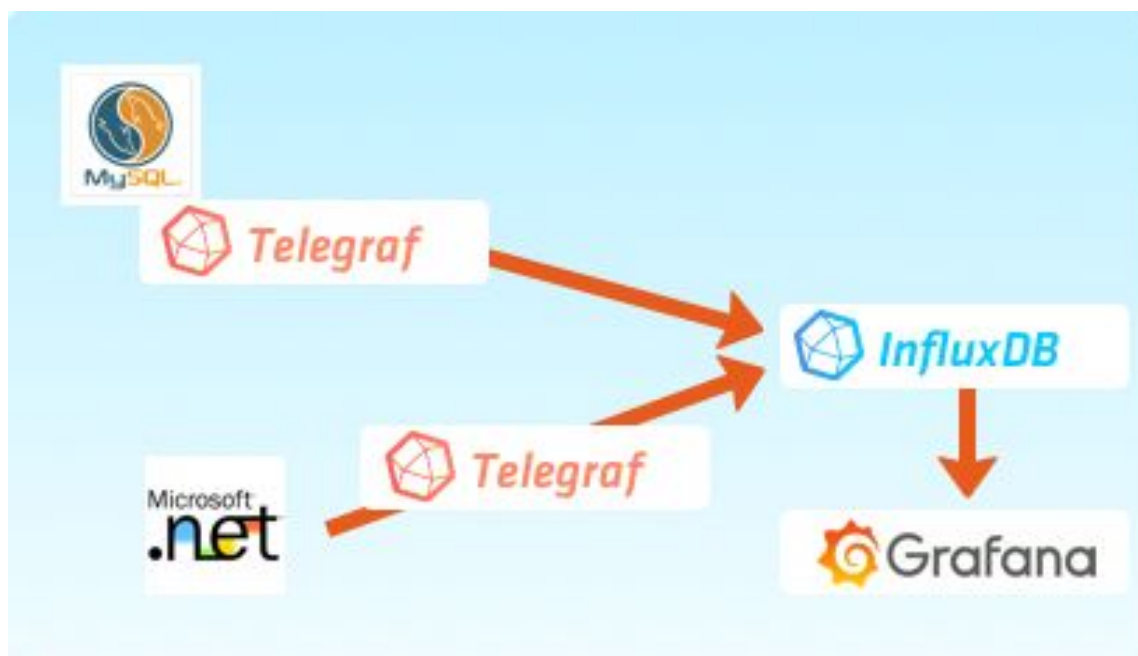 MySQL
Telegraf
InfluxDB
Telegraf
Microsoft
.net
Grafana